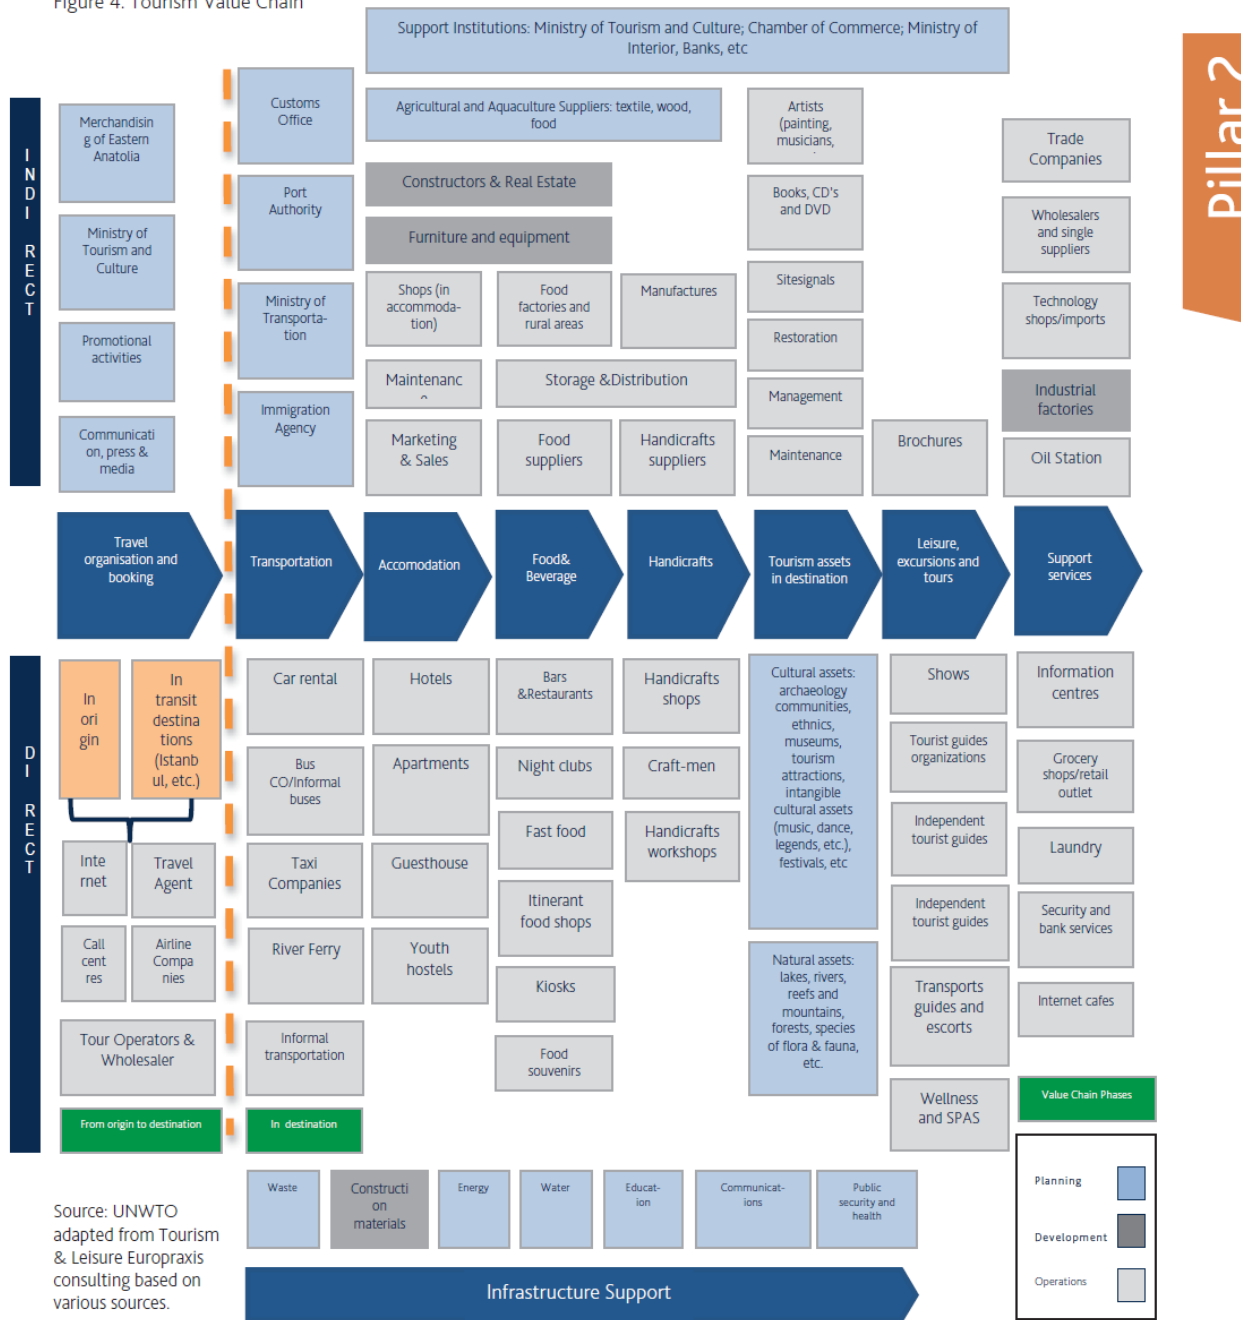 Figure 4: Tourism Value Chain
Pillar 2
Support Institutions: Ministry of Tourism and Culture; Chamber of Commerce; Ministry of
Interior, Banks, etc
INDIRECT
Merchandisin
g of Eastern
Anatolia
Ministry of
Tourism and
Culture
Promotional
activities
Communicati
on, press &
media
Customs
Office
Port
Authority
Ministry of
Transporta-
tion
Immigration
Agency
Agricultural and Aquaculture Suppliers: textile, wood,
food
Constructors & Real Estate
Furniture and equipment
Shops (in
accommoda-
tion)
Food
factories and
rural areas
Manufactures
Maintenanc
e
Storage &Distribution
Marketing
& Sales
Food
suppliers
Handicrafts
suppliers
Artists
(painting,
musicians,
Books, CD's
and DVD
Sitesignals
Restoration
Management
Maintenance
Brochures
Trade
Companies
Wholesalers
and single
suppliers
Technology
shops/imports
Industrial
factories
Oil Station
Travel
organisation and
booking
Transportation
Accomodation
Food&
Beverage
Handicrafts
Tourism assets
in destination
Leisure,
excursions and
tours
Support
services
DIRECT
In
ori
gin
In
transit
destina
tions
(Istanb
ul, etc.)
Inte
rnet
Travel
Agent
Call
cent
res
Airline
Compa
nies
Tour Operators &
Wholesaler
From origin to destination
Car rental
Bus
CO/Informal
buses
Taxi
Companies
River Ferry
Informal
transportation
In destination
Hotels
Apartments
Guesthouse
Youth
hostels
Bars
&Restaurants
Night clubs
Fast food
Itinerant
food shops
Kiosks
Food
souvenirs
Handicrafts
shops
Craft-men
Handicrafts
workshops
Cultural assets:
archaeology
communities,
ethnics,
museums,
tourism
attractions,
intangible
cultural assets
(music, dance,
legends, etc.),
festivals, etc
Natural assets:
lakes, rivers,
reefs and
mountains,
forests, species
of flora & fauna,
etc.
Shows
Tourist guides
organizations
Independent
tourist guides
Independent
tourist guides
Transports
guides and
escorts
Wellness
and SPAS
Information
centres
Grocery
shops/retail
outlet
Laundry
Security and
bank services
Internet cafes
Value Chain Phases
Planning
Development
Operations
Waste
Constructi
on
materials
Energy
Water
Educat-
ion
Communicat-
ions
Public
security and
health
Infrastructure Support
Source: UNWTO
adapted from Tourism
& Leisure Europraxis
consulting based on
various sources.